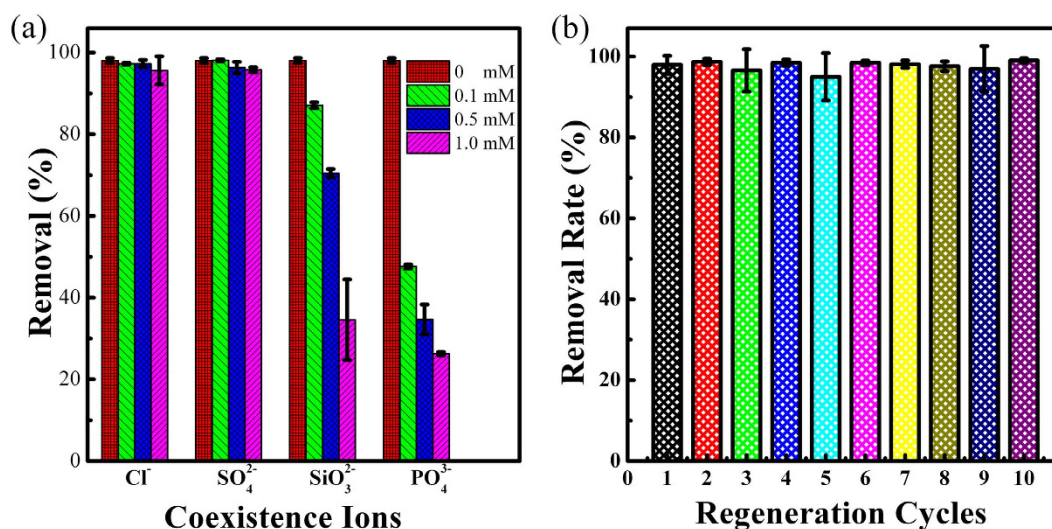 (a)
Removal (%)
100
80
60
40
20
0
0 mM
0.1 mM
0.5 mM
1.0 mM
Cl⁻ SO₄²⁻ SiO₃²⁻ PO₄³⁻
Coexistence Ions
(b)
Removal Rate (%)
100
80
60
40
20
0
0 1 2 3 4 5 6 7 8 9 10
Regeneration Cycles